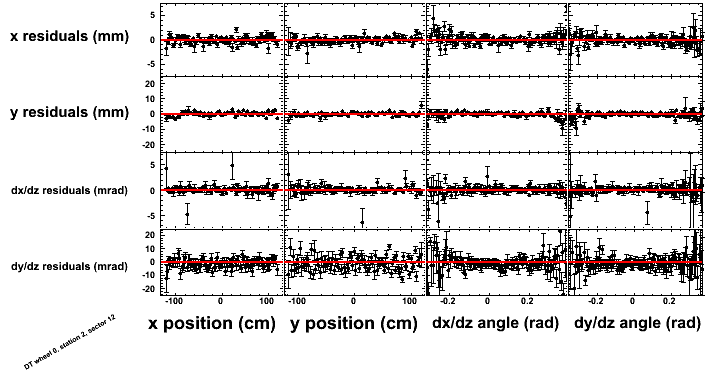 x residuals (mm)
5
0
-5
y residuals (mm)
20
10
0
-10
-20
dx/dz residuals (mrad)
5
0
-5
dy/dz residuals (mrad)
20
10
0
-10
-20
-100 0 100 -100 0 100 -0.2 0 0.2 -0.2 0 0.2
x position (cm) y position (cm) dx/dz angle (rad) dy/dz angle (rad)
DT wheel 0, station 2, sector 12